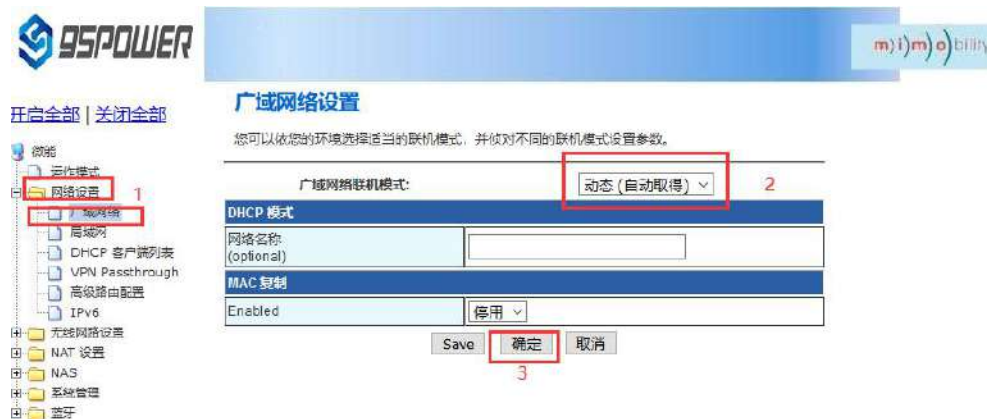 95POWER
m)i)m)o)bility
开启全部 | 关闭全部
微能
运作模式
网络设置
1
广域网络
局域网
DHCP 客户端列表
VPN Passthrough
高级路由配置
IPv6
无线网路设置
NAT 设置
NAS
系统管理
蓝牙
广域网络设置
您可以依您的环境选择适当的联机模式，并侦对不同的联机模式设置参数。
广域网络联机模式:
动态 (自动取得)
2
DHCP 模式
网络名称
(optional)
MAC 复制
Enabled
停用
Save
确定
取消
3